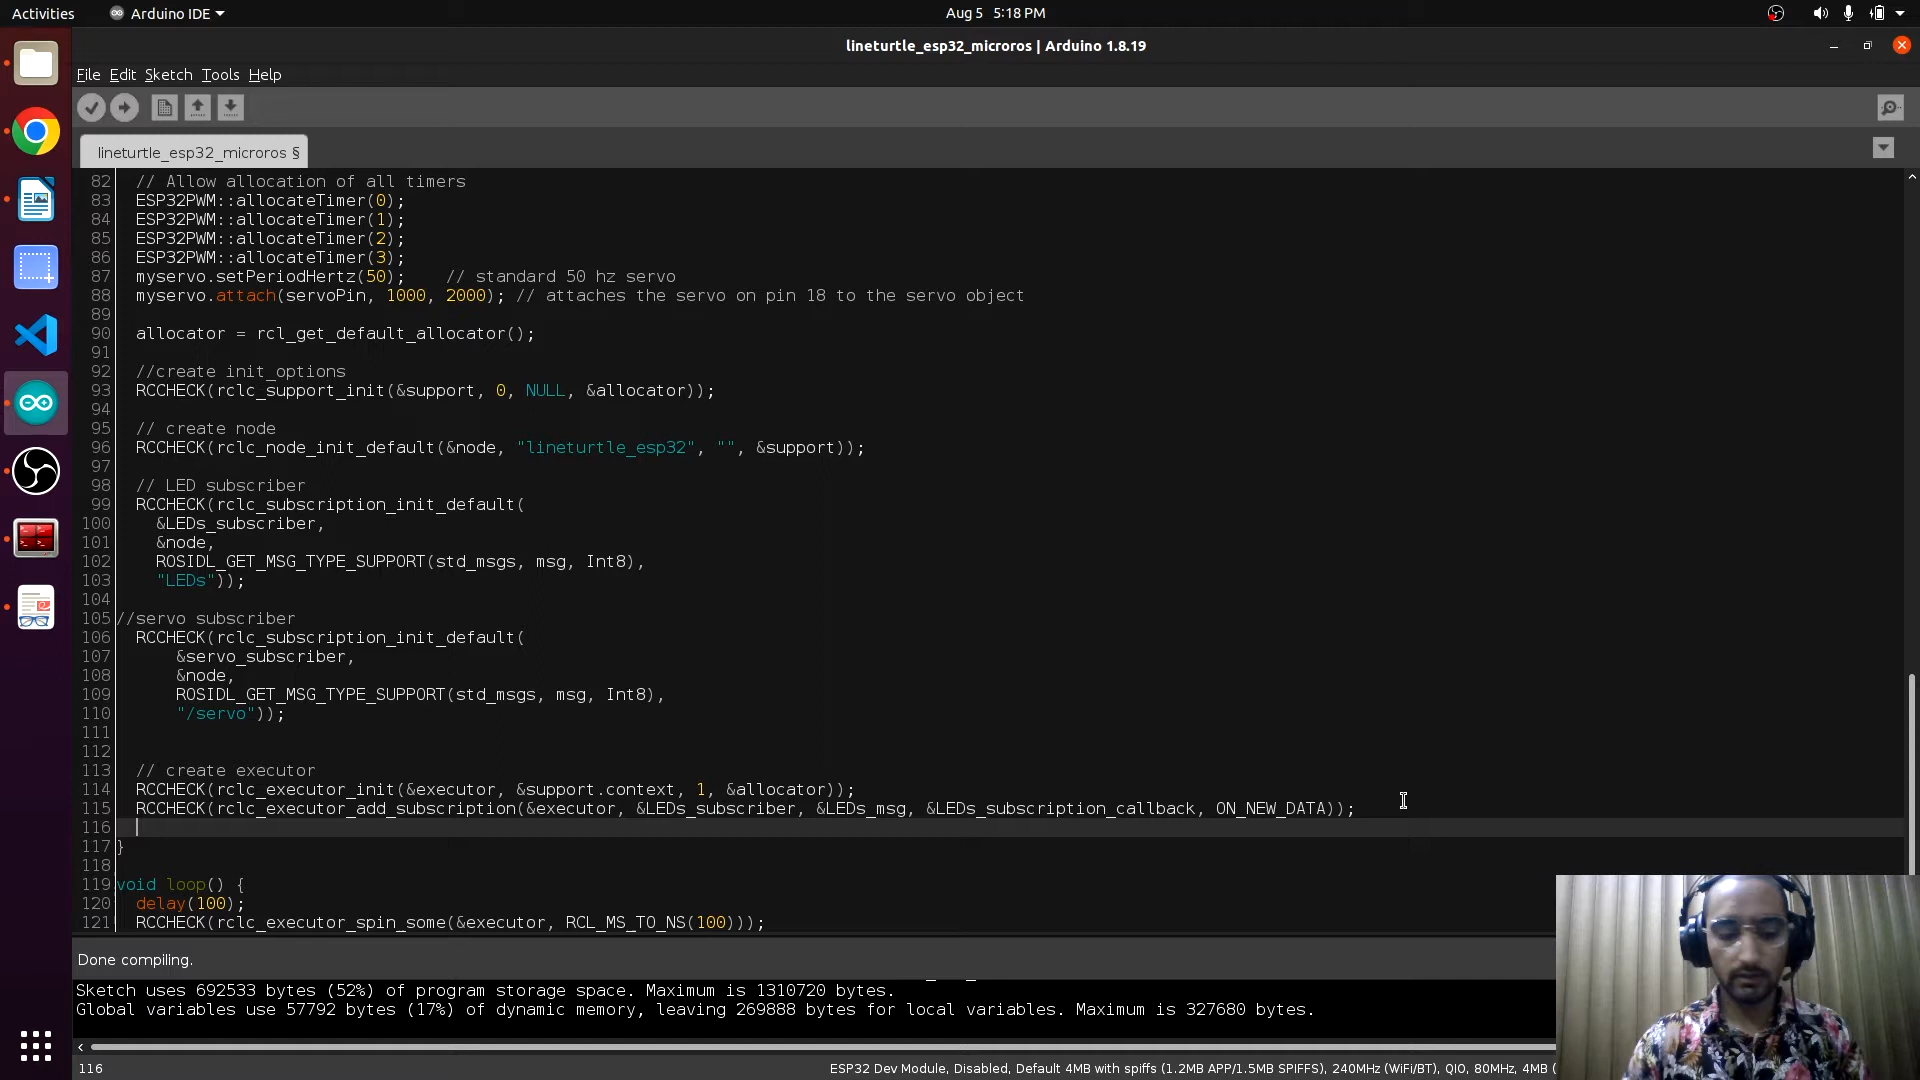 Activities
Arduino IDE
Aug 5 5:18 PM
lineturtle_esp32_microros | Arduino 1.8.19
File Edit Sketch Tools Help
lineturtle_esp32_microros §
82 // Allow allocation of all timers
83 ESP32PWM::allocateTimer(0);
84 ESP32PWM::allocateTimer(1);
85 ESP32PWM::allocateTimer(2);
86 ESP32PWM::allocateTimer(3);
87 myservo.setPeriodHertz(50); // standard 50 hz servo
88 myservo.attach(servoPin, 1000, 2000); // attaches the servo on pin 18 to the servo object
89
90 allocator = rcl_get_default_allocator();
91
92 //create init_options
93 RCCHECK(rclc_support_init(&support, 0, NULL, &allocator));
94
95 // create node
96 RCCHECK(rclc_node_init_default(&node, "lineturtle_esp32", "", &support));
97
98 // LED subscriber
99 RCCHECK(rclc_subscription_init_default(
100 &LEDs_subscriber,
101 &node,
102 ROSIDL_GET_MSG_TYPE_SUPPORT(std_msgs, msg, Int8),
103 "LEDs"));
104
105 //servo subscriber
106 RCCHECK(rclc_subscription_init_default(
107 &servo_subscriber,
108 &node,
109 ROSIDL_GET_MSG_TYPE_SUPPORT(std_msgs, msg, Int8),
110 "/servo"));
111
112
113 // create executor
114 RCCHECK(rclc_executor_init(&executor, &support.context, 1, &allocator));
115 RCCHECK(rclc_executor_add_subscription(&executor, &LEDs_subscriber, &LEDs_msg, &LEDs_subscription_callback, ON_NEW_DATA));
116
117 }
118
119 void loop() {
120 delay(100);
121 RCCHECK(rclc_executor_spin_some(&executor, RCL_MS_TO_NS(100)));
Done compiling.
Sketch uses 692533 bytes (52%) of program storage space. Maximum is 1310720 bytes.
Global variables use 57792 bytes (17%) of dynamic memory, leaving 269888 bytes for local variables. Maximum is 327680 bytes.
116
ESP32 Dev Module, Disabled, Default 4MB with spiffs (1.2MB APP/1.5MB SPIFFS), 240MHz (WiFi/BT), QIO, 80MHz, 4MB (